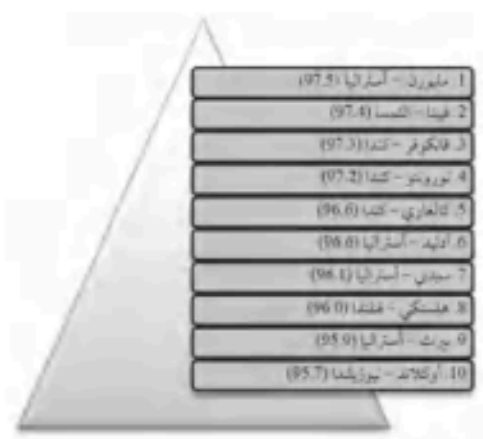 1. ملبورن – أستراليا (97.5)
2. فيينا – النمسا (97.4)
3. فانكوفر – كندا (97.3)
4. تورونتو – كندا (97.2)
5. كالغاري – كندا (96.6)
6. أدليد – أستراليا (96.6)
7. سيدني – أستراليا (96.1)
8. هلسنكي – فنلندا (96.0)
9. بيرث – أستراليا (95.9)
10. أوكلاند – نيوزيلندا (95.7)